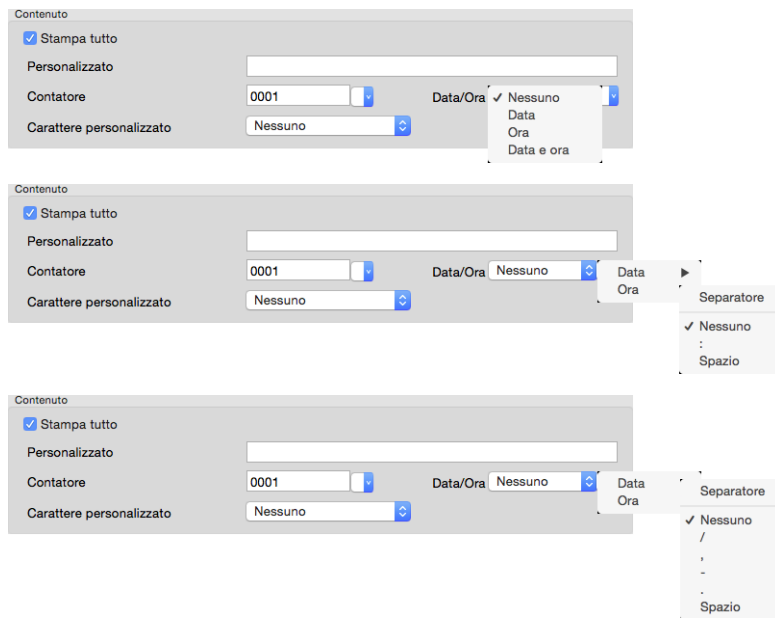 Contenuto
Stampa tutto
Personalizzato
Contatore 0001 Data/Ora Nessuno
Data
Ora
Data e ora
Carattere personalizzato Nessuno
Contenuto
Stampa tutto
Personalizzato
Contatore 0001 Data/Ora Nessuno Data
Ora
Carattere personalizzato Nessuno
Separatore
Nessuno
:
Spazio
Contenuto
Stampa tutto
Personalizzato
Contatore 0001 Data/Ora Nessuno Data
Ora
Carattere personalizzato Nessuno
Separatore
Nessuno
/
,
-
.
Spazio